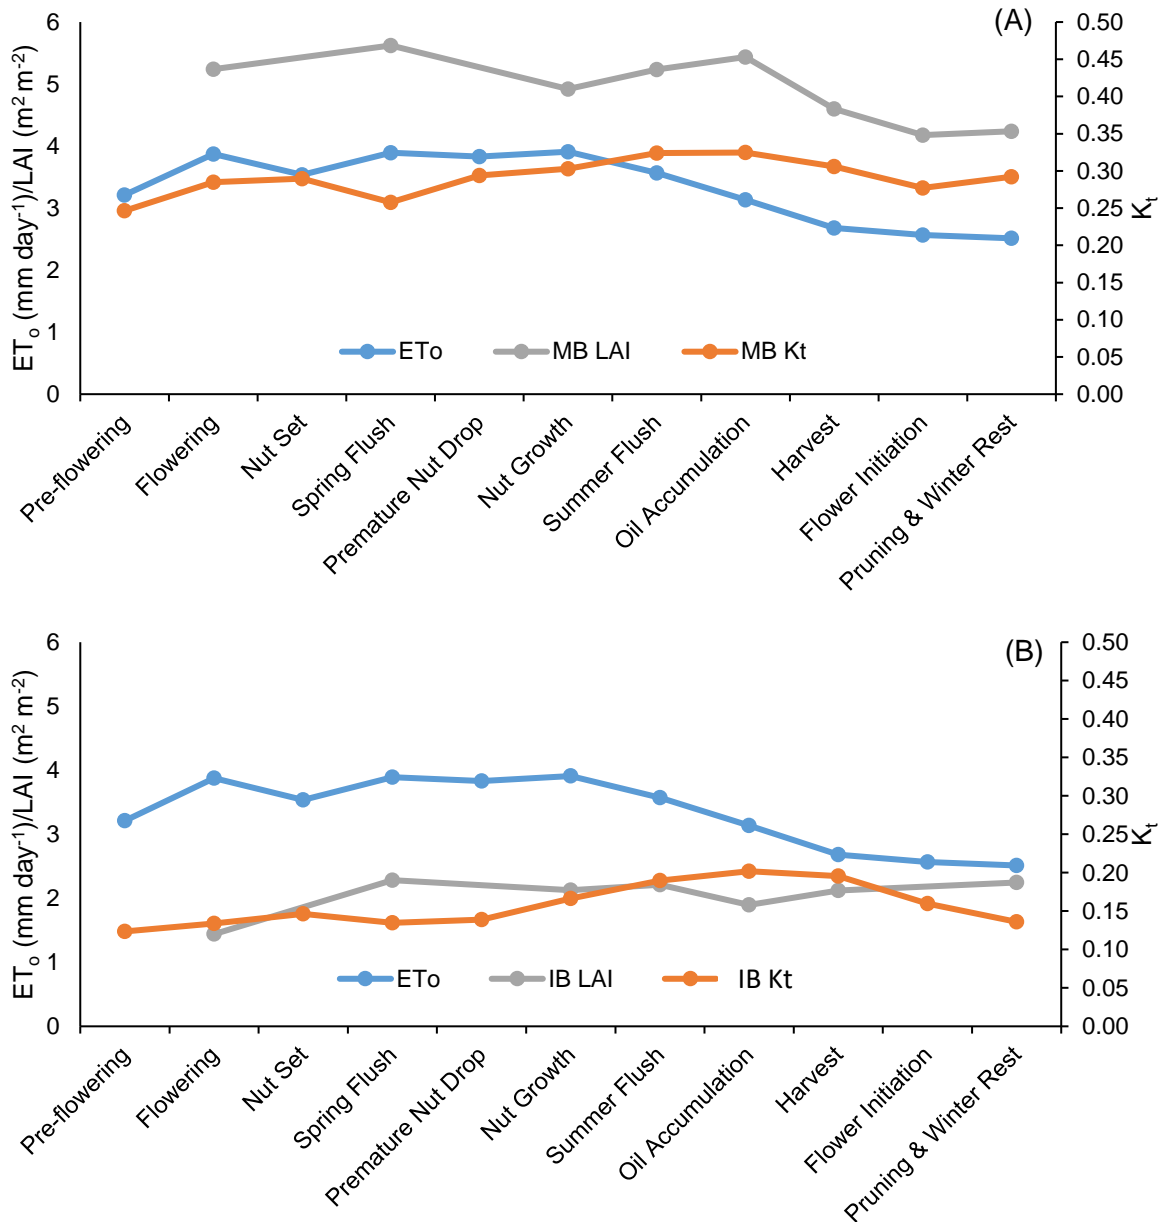 (A)
6
5
4
3
2
1
0
ETₒ (mm day⁻¹)/LAI (m² m⁻²)
0.50
0.45
0.40
0.35
0.30
0.25
0.20
0.15
0.10
0.05
0.00
Kₜ
ETo MB LAI MB Kt
Pre-flowering
Flowering
Nut Set
Spring Flush
Premature Nut Drop
Nut Growth
Summer Flush
Oil Accumulation
Harvest
Flower Initiation
Pruning & Winter Rest
(B)
6
5
4
3
2
1
0
ETₒ (mm day⁻¹)/LAI (m² m⁻²)
0.50
0.45
0.40
0.35
0.30
0.25
0.20
0.15
0.10
0.05
0.00
Kₜ
ETo IB LAI IB Kt
Pre-flowering
Flowering
Nut Set
Spring Flush
Premature Nut Drop
Nut Growth
Summer Flush
Oil Accumulation
Harvest
Flower Initiation
Pruning & Winter Rest